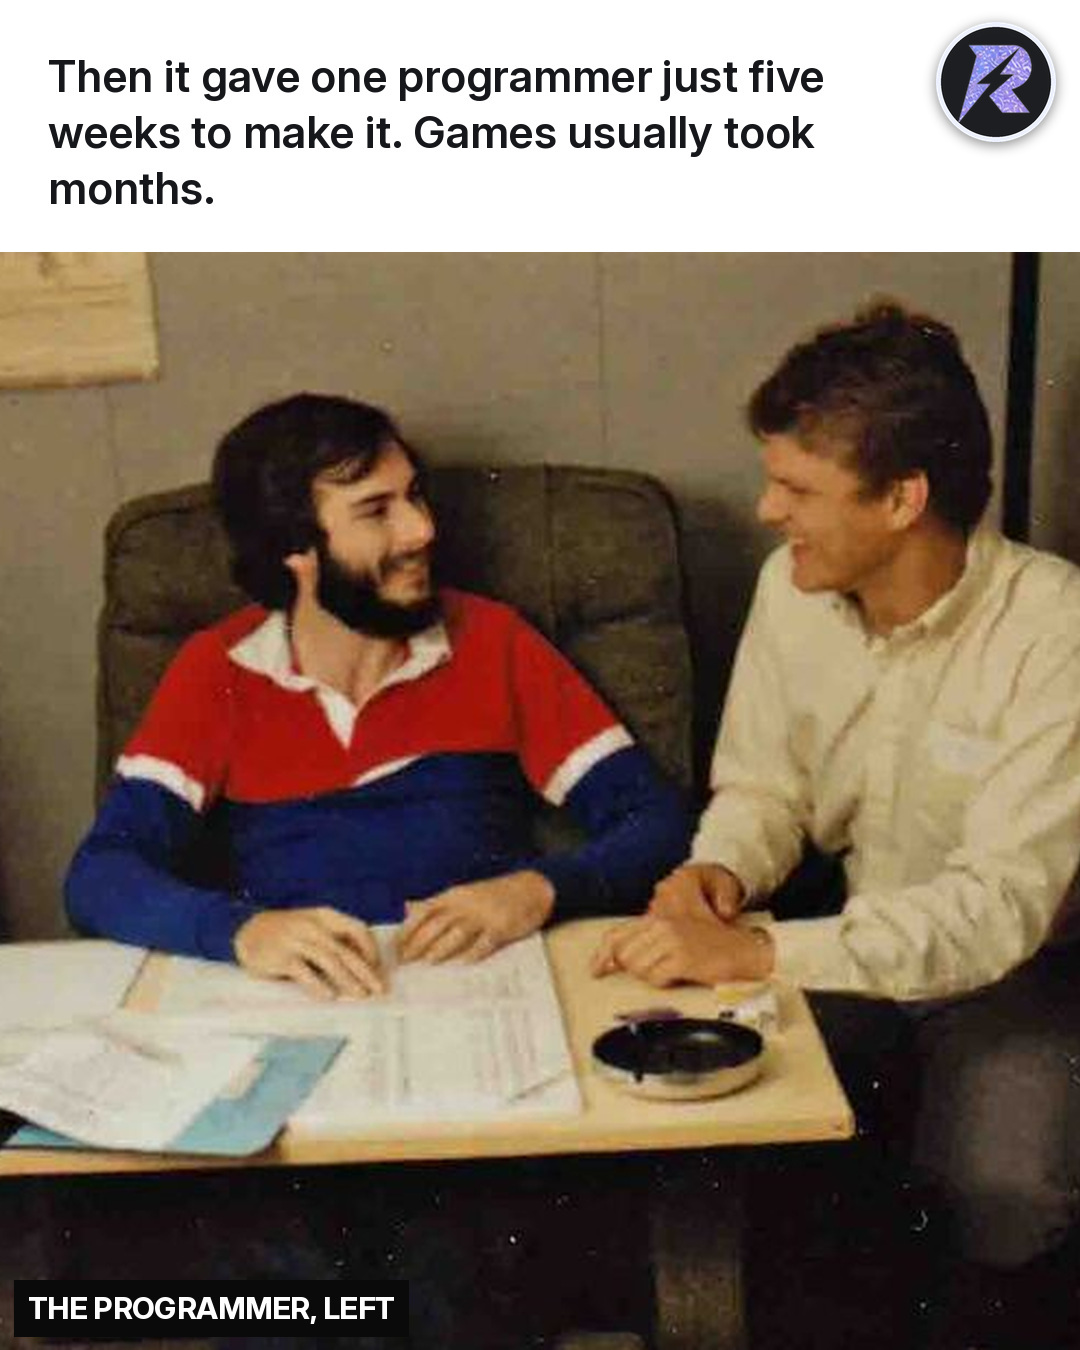 Then it gave one programmer just five
weeks to make it. Games usually took
months.
THE PROGRAMMER, LEFT